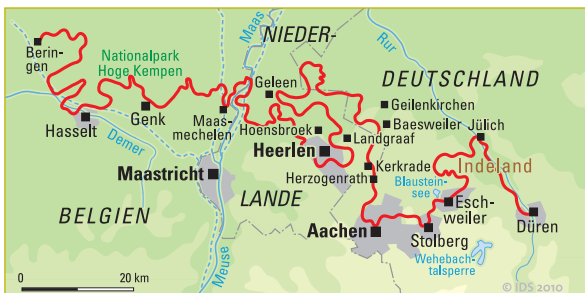 NIEDER-
Maas
Rur
Berin-
gen
Nationalpark
Hoge Kempen
Geleen
DEUTSCHLAND
Geilenkirchen
Genk
Maas-
mechelen
Hoensbroek
Baesweiler
Jülich
Hasselt
Landgraaf
Demer
Heerlen
Indeland
Maastricht
Kerkrade
Herzogenrath
Blaustein-
see
Esch-
weiler
LANDE
BELGIEN
Aachen
Stolberg
Düren
Meuse
Wehebach-
talsperre
0
20 km
© IDS 2010